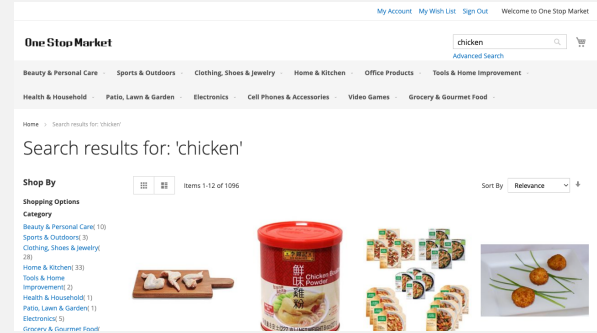 My Account My Wish List Sign Out Welcome to One Stop Market
One Stop Market
chicken
Advanced Search
Beauty & Personal Care Sports & Outdoors Clothing, Shoes & Jewelry Home & Kitchen Office Products Tools & Home Improvement
Health & Household Patio, Lawn & Garden Electronics Cell Phones & Accessories Video Games Grocery & Gourmet Food
Home > Search results for: 'chicken'
Search results for: 'chicken'
Shop By
Items 1-12 of 1096
Sort By Relevance
Shopping Options
Category
Beauty & Personal Care( 10)
Sports & Outdoors( 3)
Clothing, Shoes & Jewelry(
28)
Home & Kitchen( 33)
Tools & Home
Improvement( 2)
Health & Household( 1)
Patio, Lawn & Garden( 1)
Electronics( 5)
Grocery & Gourmet Food(
鮮味雞粉
Chicken
Powder